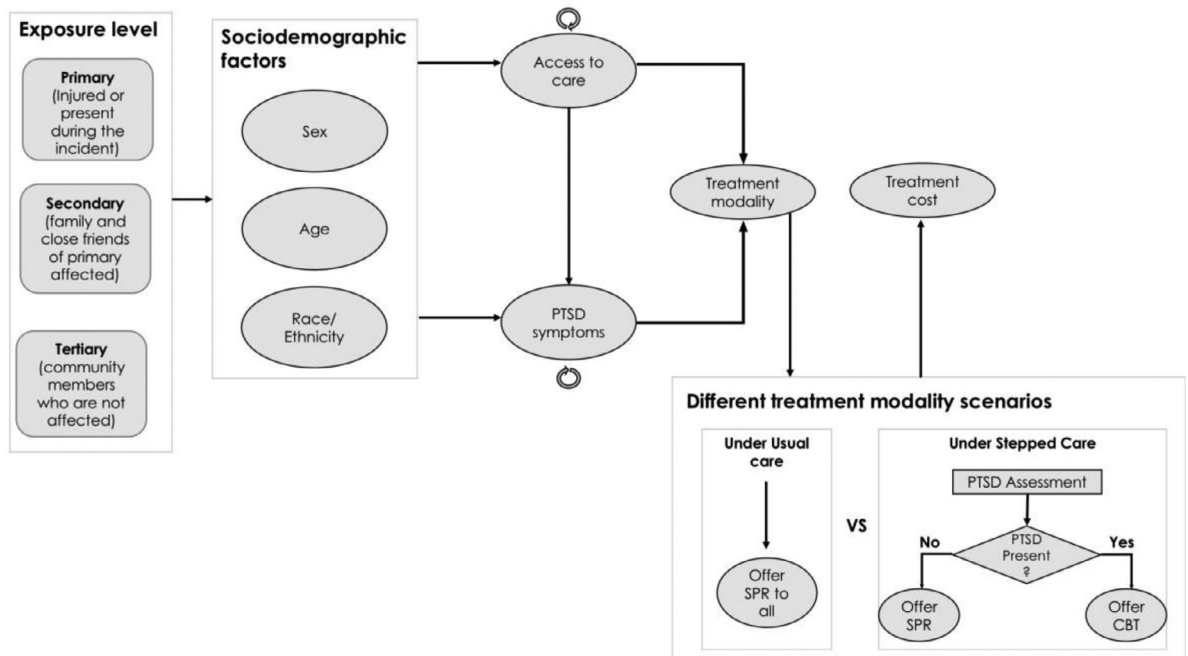 Exposure level
Primary
(Injured or
present
during the
incident)
Secondary
(family and
close friends
of primary
affected)
Tertiary
(community
members
who are not
affected)
Sociodemographic
factors
Sex
Age
Race/
Ethnicity
Access to
care
PTSD
symptoms
Treatment
modality
Treatment
cost
Different treatment modality scenarios
Under Usual
care
Offer
SPR to
all
VS
Under Stepped Care
PTSD Assessment
PTSD
Present
?
No
Yes
Offer
SPR
Offer
CBT